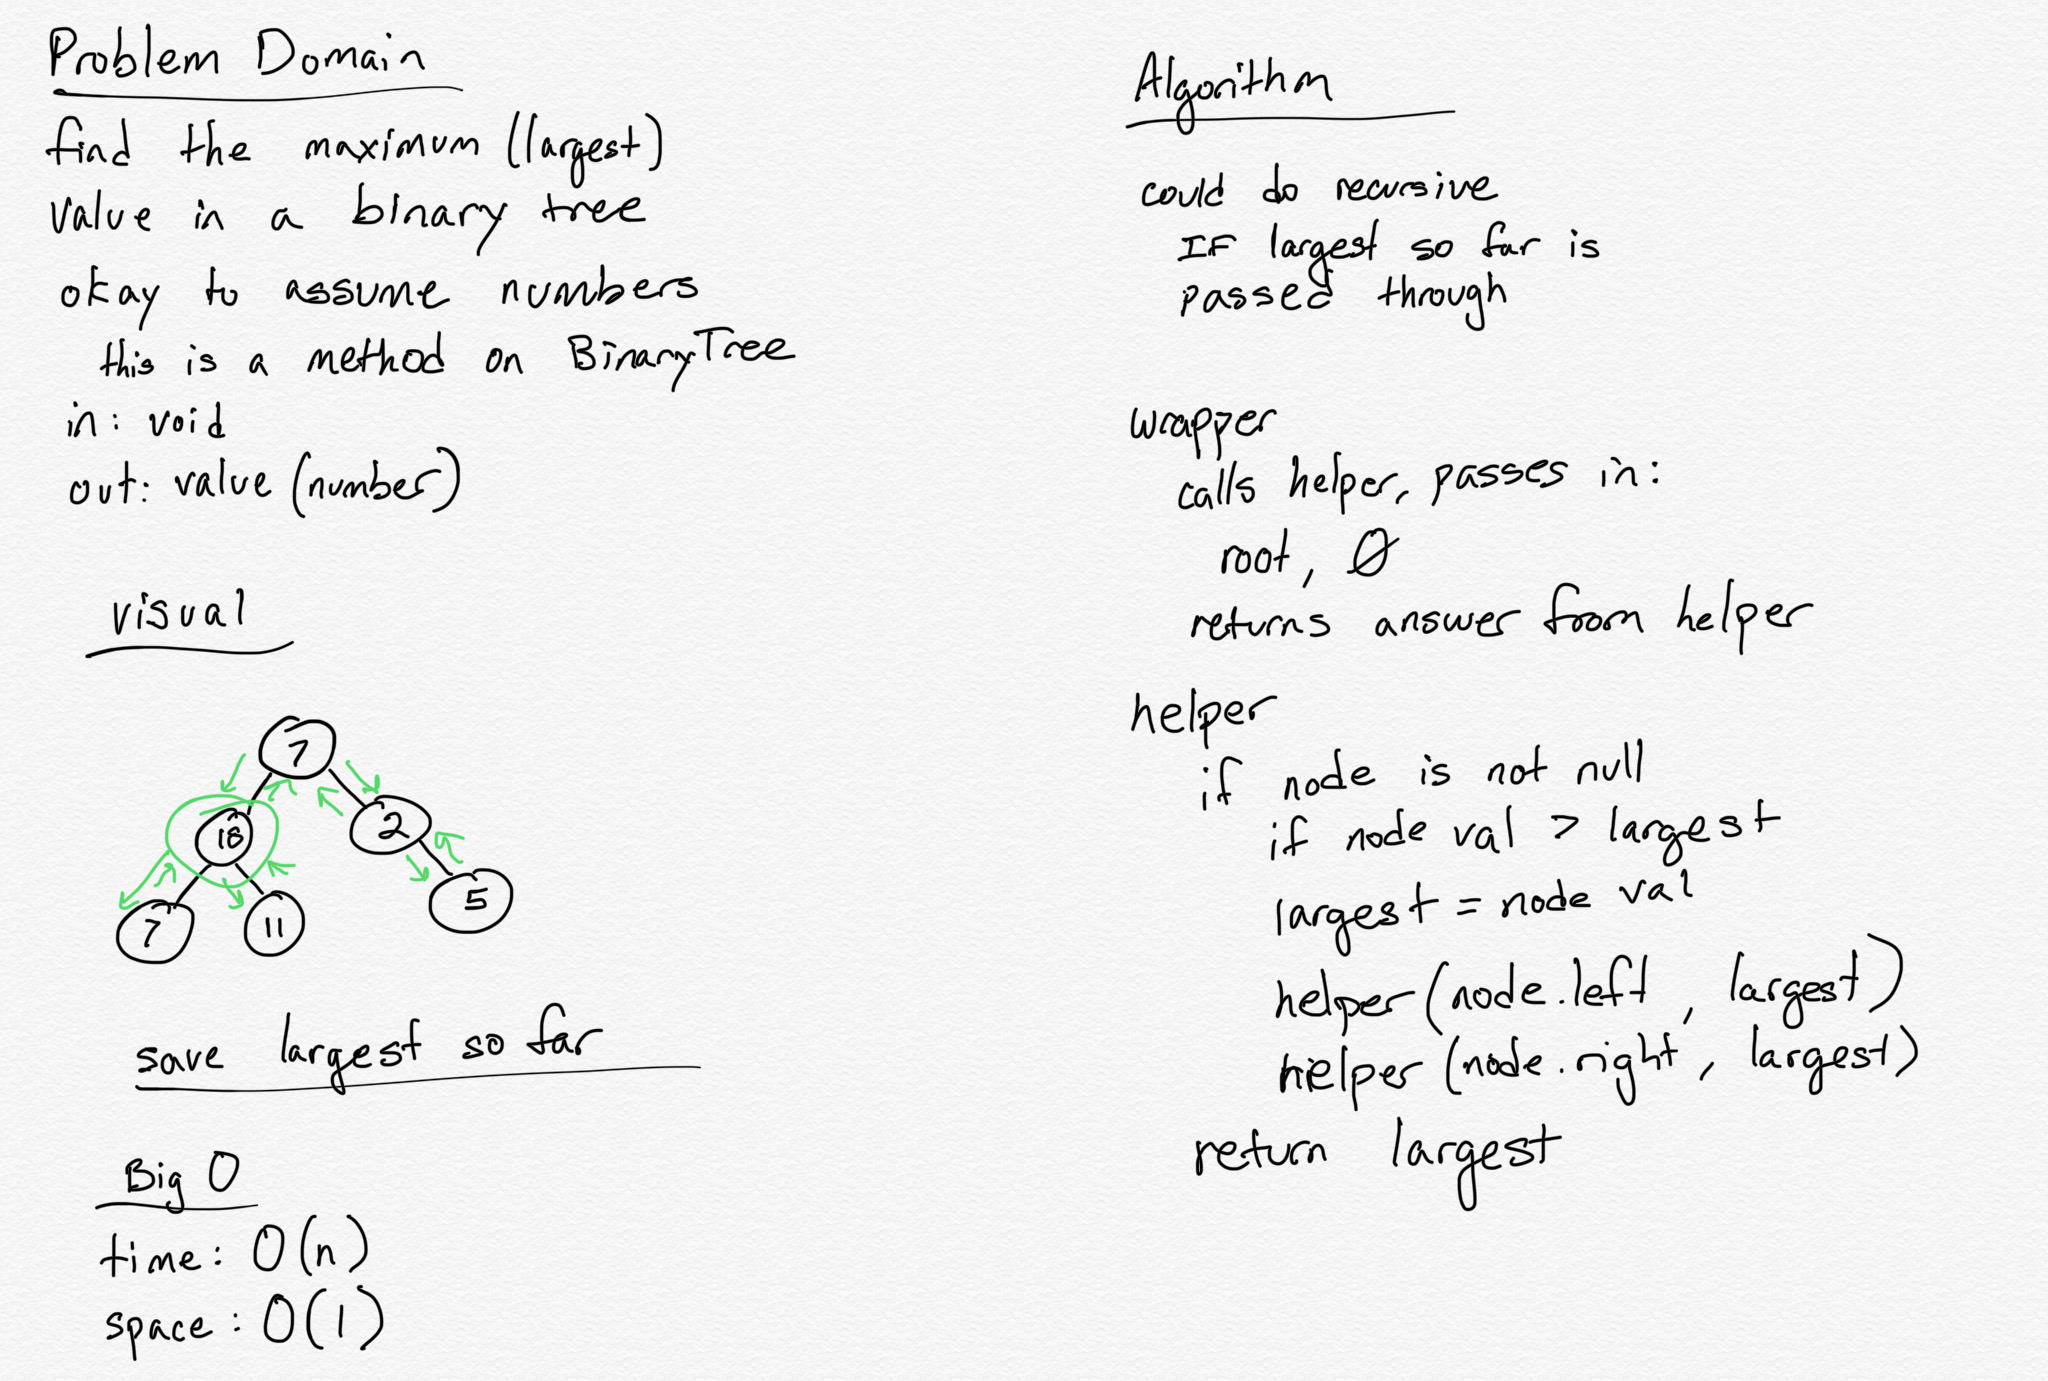 Problem Domain
find the maximum (largest)
value in a binary tree
okay to assume numbers
this is a method on BinaryTree
in: void
out: value (number)
visual
7
18
2
7
11
5
save largest so far
Big O
time: O(n)
space: O(1)
Algorithm
could do recursive
IF largest so far is
passed through
wrapper
calls helper, passes in:
root, Ø
returns answer from helper
helper
if node is not null
if node val > largest
largest = node val
helper(node.left, largest)
helper(node.right, largest)
return largest